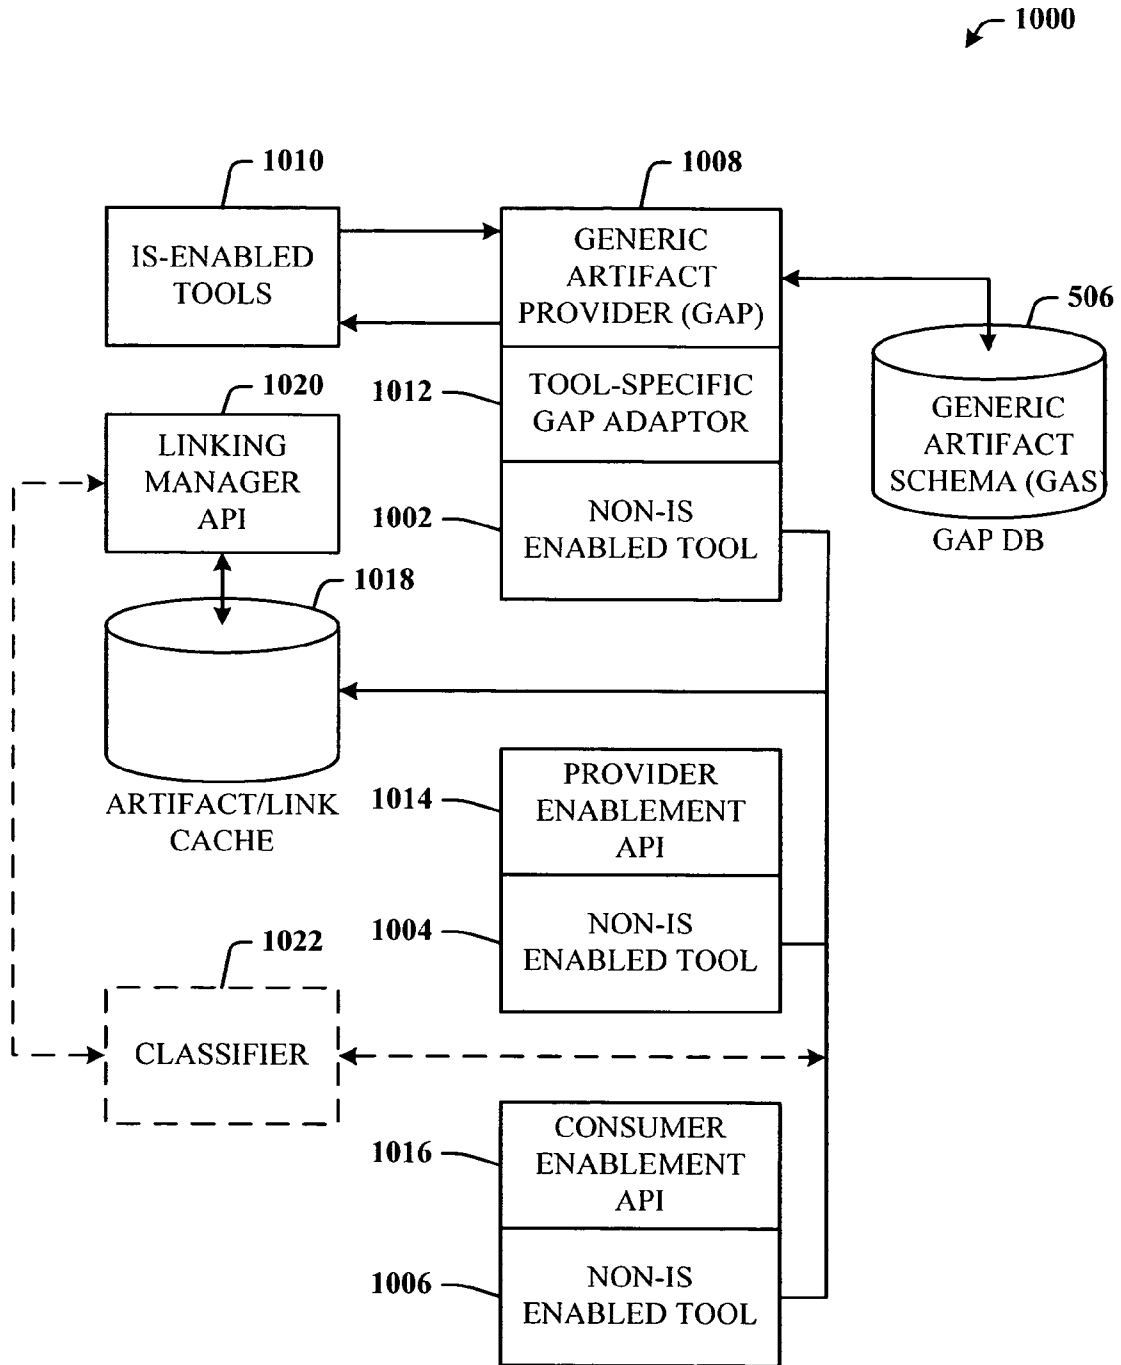 1000
1010
IS-ENABLED
TOOLS
1008
GENERIC
ARTIFACT
PROVIDER (GAP)
506
GENERIC
ARTIFACT
SCHEMA (GAS)
GAP DB
1012
TOOL-SPECIFIC
GAP ADAPTOR
1020
LINKING
MANAGER
API
1002
NON-IS
ENABLED TOOL
1018
ARTIFACT/LINK
CACHE
1014
PROVIDER
ENABLEMENT
API
1004
NON-IS
ENABLED TOOL
1022
CLASSIFIER
1016
CONSUMER
ENABLEMENT
API
1006
NON-IS
ENABLED TOOL